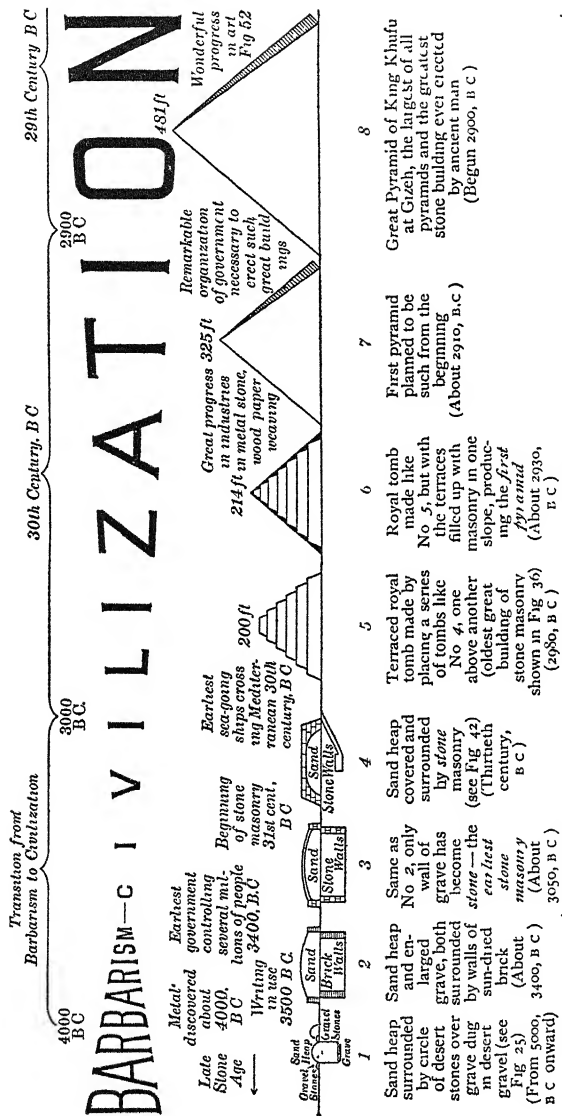 Transition from
Barbarism to Civilization
30th Century, BC
29th Century BC
4000
BC
3000
BC.
2900
BC
BARBARISM—CIVILIZATION
Late
Stone
Age
Metal
discovered
about
4000,
BC
Writing
in use
3500 BC.
Earliest
government
controlling
several mil-
lions of people
3400, B.C
Beginning
of stone
masonry
31st cent,
BC
Earliest
sea-going
ships cross
ing Mediter-
ranean 30th
century, BC
200ft
Great progress
in industries
214ft in metal stone,
wood paper
weaving
325ft
Remarkable
organization
of government
necessary to
erect such
great build
ings
481ft
Wonderful
progress
in art
Fig 52
Sand
Gravel Heap
Stones
Gravel
Stones
Grave
Sand
Brick
Walls
Sand
Stone
Walls
Sand
Stone Walls
1
Sand heap
surrounded
by circle
of desert
stones over
grave dug
in desert
gravel (see
Fig 25)
(From 5000,
B C onward)
2
Sand heap
and en-
larged
grave, both
surrounded
by walls of
sun-dried
brick
(About
3400, B C)
3
Same as
No 2, only
wall of
grave has
become
stone — the
earliest
stone
masonry
(About
3050, B C)
4
Sand heap
covered and
surrounded
by stone
masonry
(see Fig 42)
(Thirtieth
century,
B C)
5
Terraced royal
tomb made by
placing a series
of tombs like
No 4, one
above another
(oldest great
building of
stone masonry
shown in Fig 36)
(2980, B C)
6
Royal tomb
made like
No 5, but with
the terraces
filled up with
masonry in one
slope, produc-
ing the first
pyramid
(About 2930,
B C)
7
First pyramid
planned to be
such from the
beginning
(About 2910, B.C)
8
Great Pyramid of King Khufu
at Gizeh, the largest of all
pyramids and the greatest
stone building ever erected
by ancient man
(Begun 2900, B C)